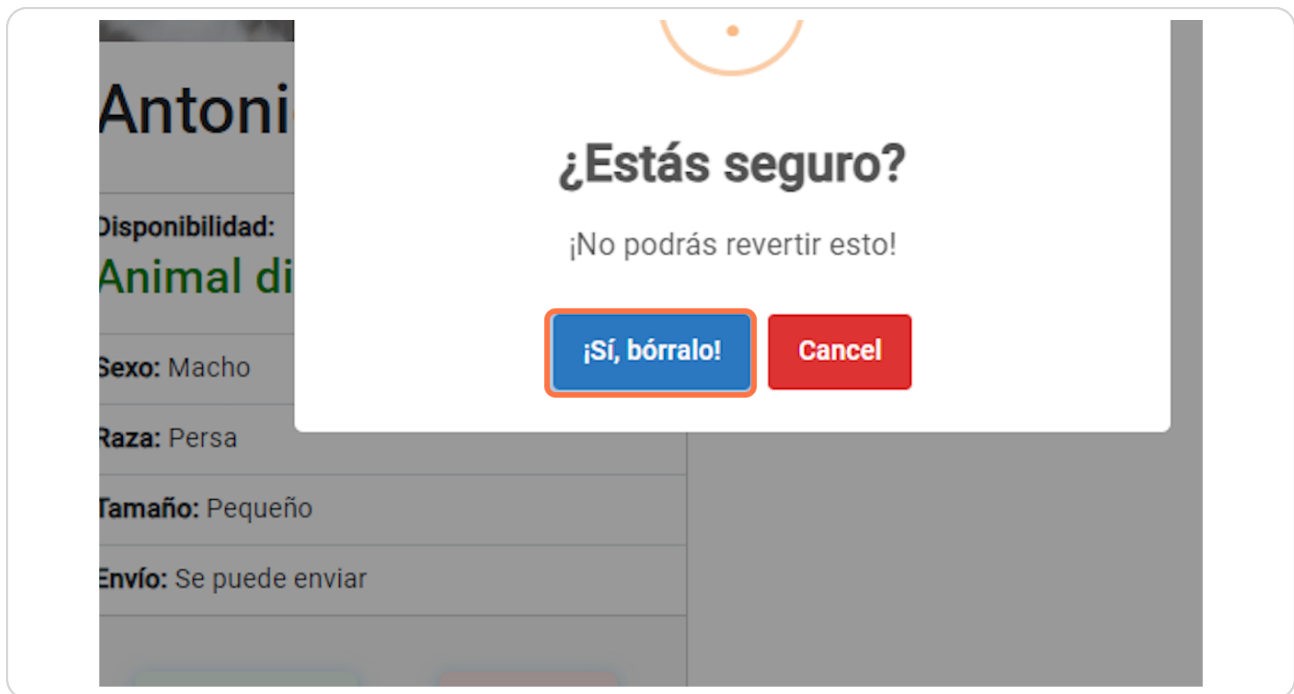 Antoni
¿Estás seguro?
Disponibilidad:
¡No podrás revertir esto!
Animal di
¡Sí, bórralo!
Cancel
Sexo: Macho
Raza: Persa
Tamaño: Pequeño
Envío: Se puede enviar